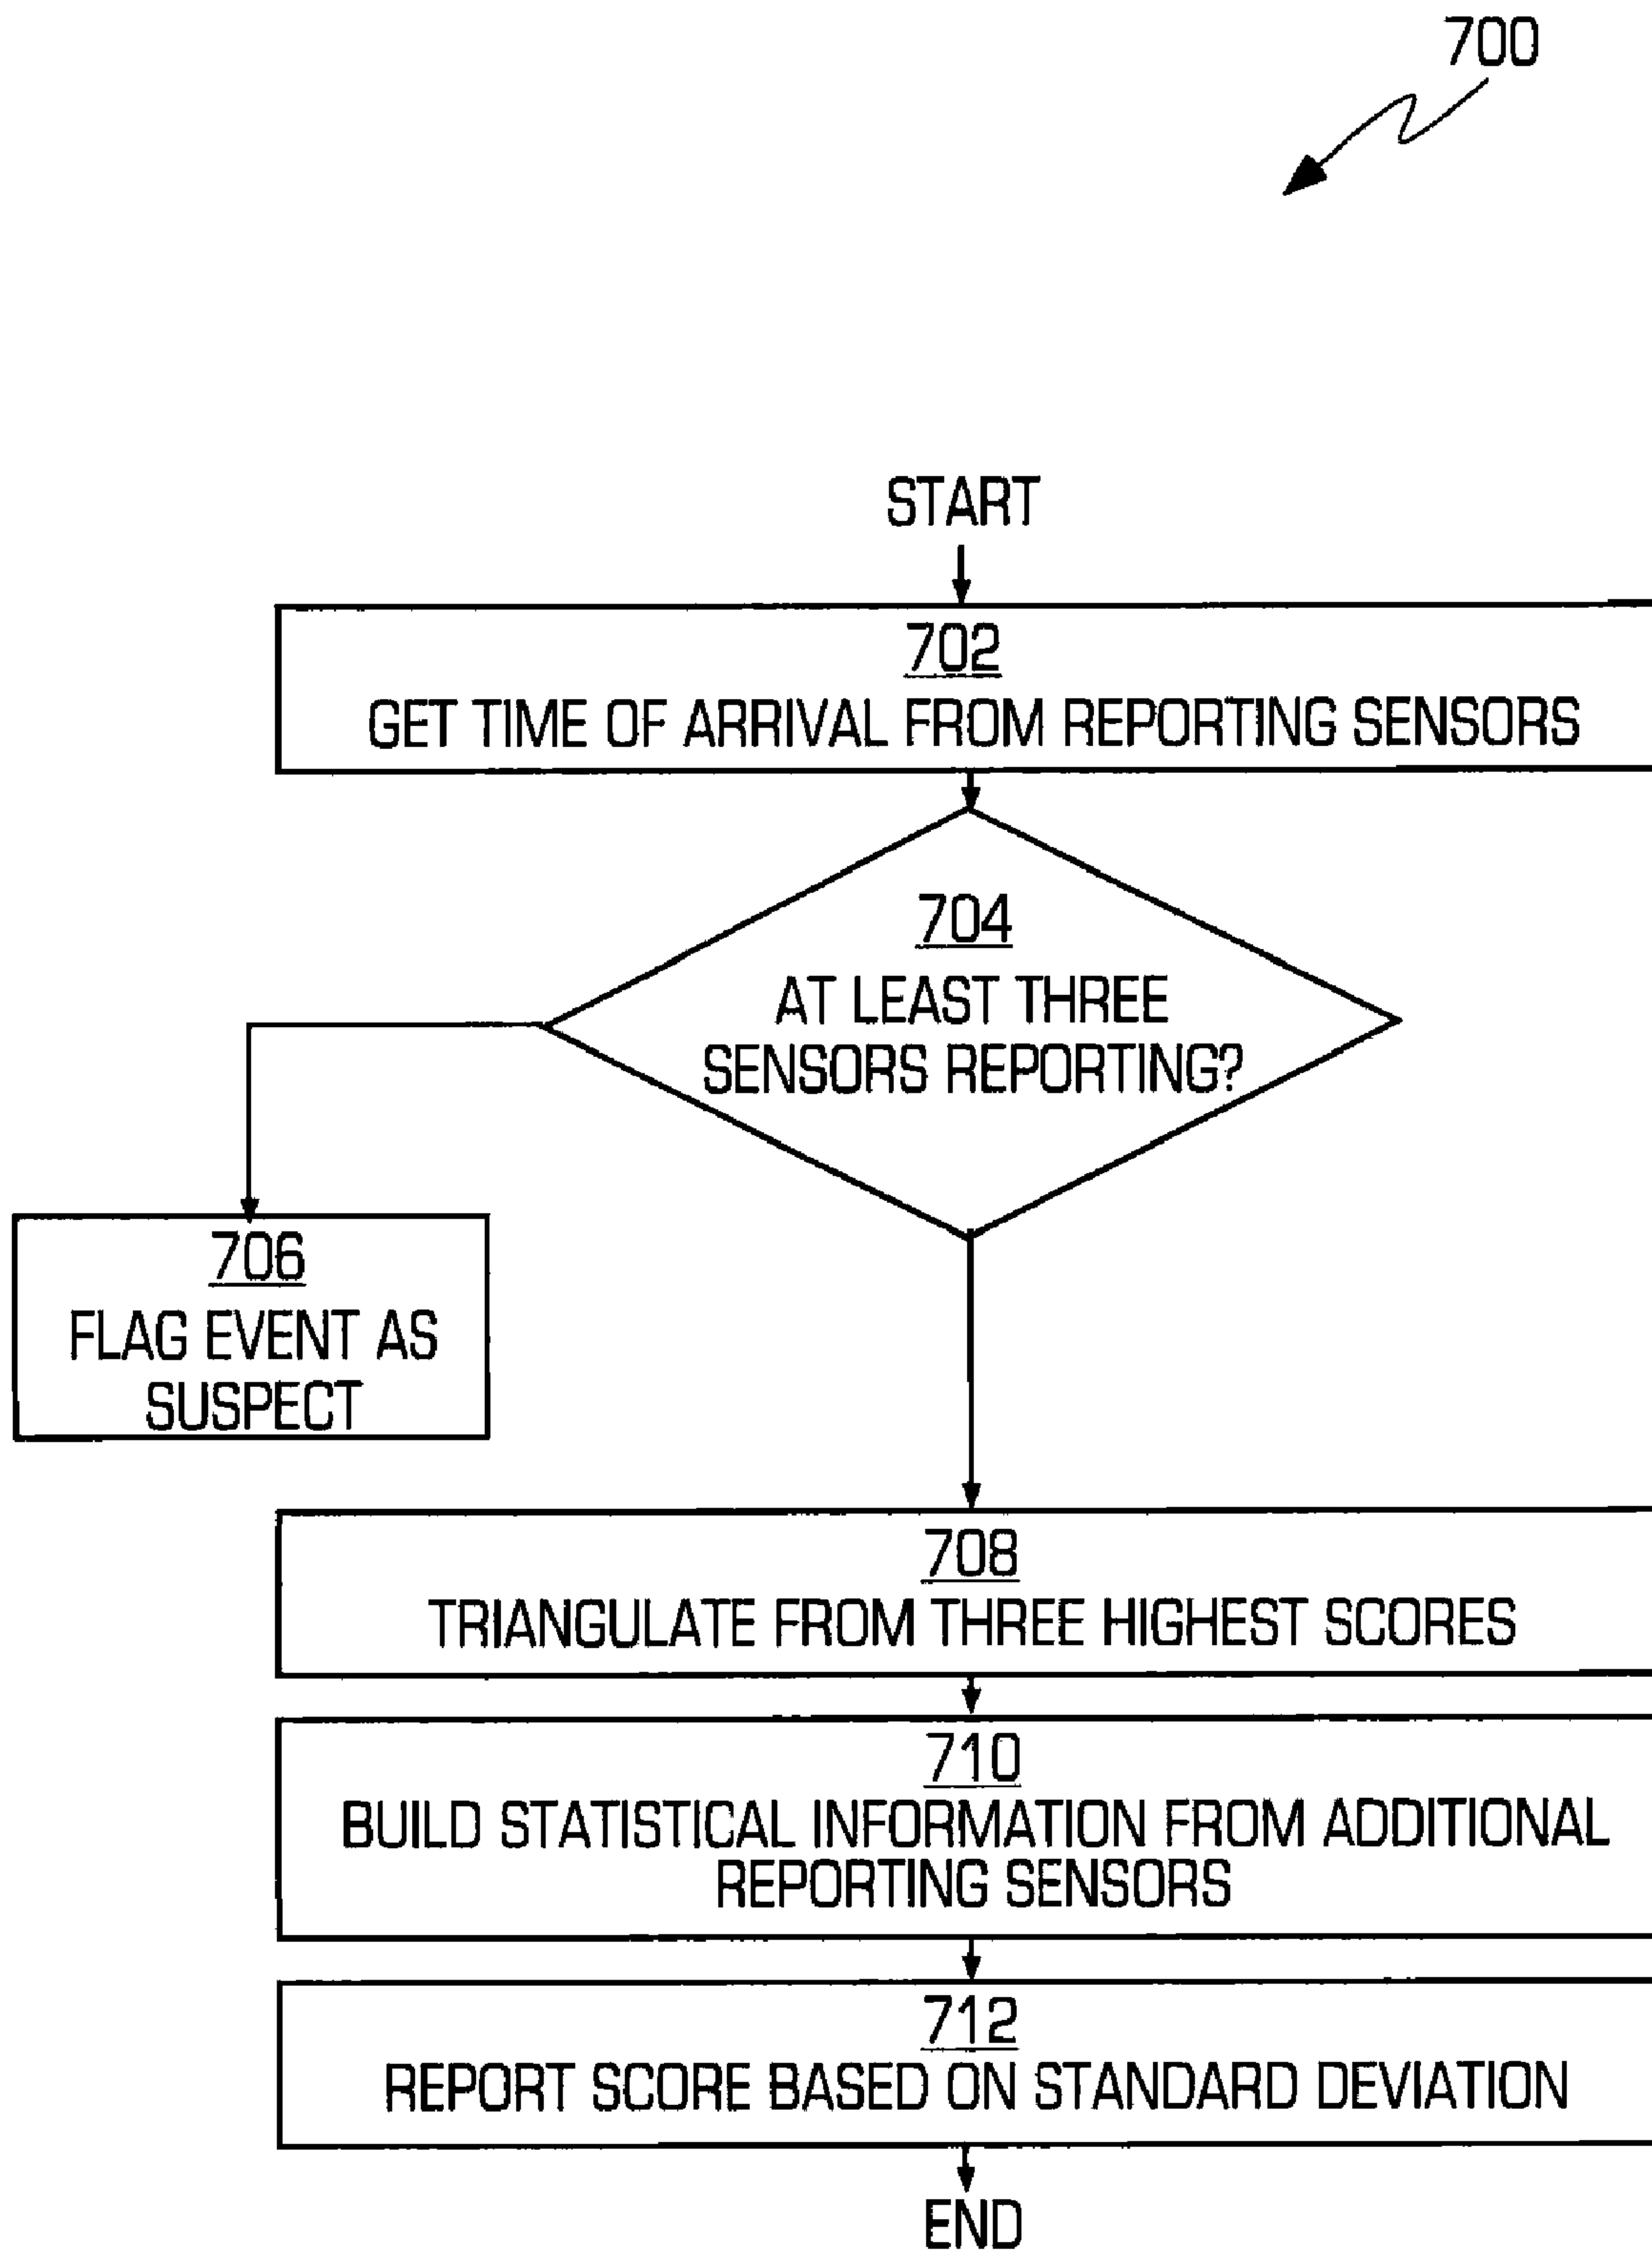 700
START
702
GET TIME OF ARRIVAL FROM REPORTING SENSORS
704
AT LEAST THREE
SENSORS REPORTING?
706
FLAG EVENT AS
SUSPECT
708
TRIANGULATE FROM THREE HIGHEST SCORES
710
BUILD STATISTICAL INFORMATION FROM ADDITIONAL
REPORTING SENSORS
712
REPORT SCORE BASED ON STANDARD DEVIATION
END